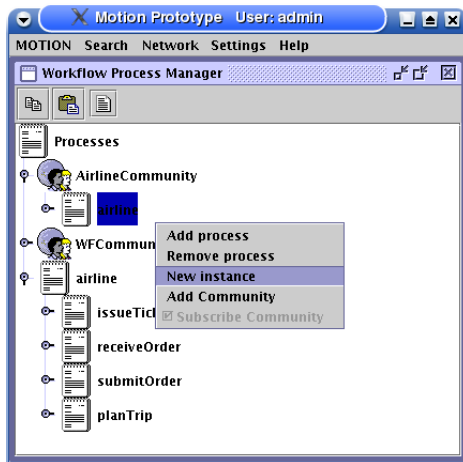 Motion Prototype User: admin
MOTION Search Network Settings Help
Workflow Process Manager
Processes
AirlineCommunity
airline
Add process
WFCommun
Remove process
airline
New instance
Add Community
issueTic
Subscribe Community
receiveOrder
submitOrder
planTrip